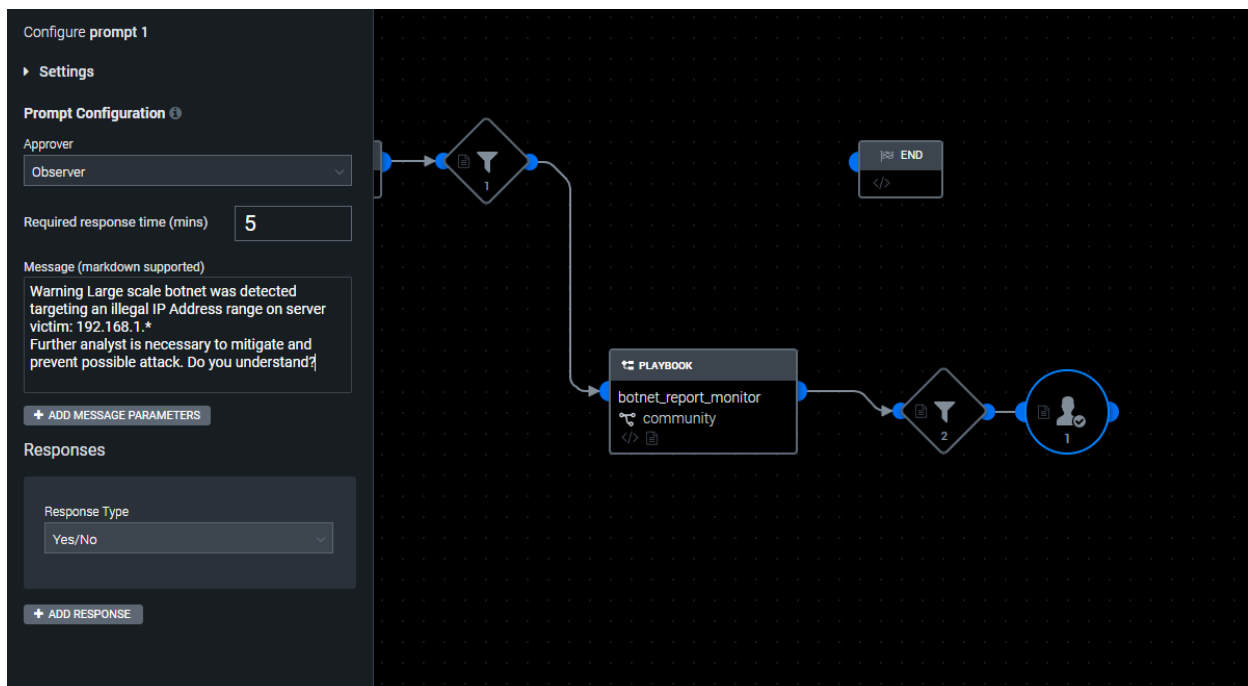 Configure prompt 1
Settings
Prompt Configuration
Approver
Observer
Required response time (mins)
5
Message (markdown supported)
Warning Large scale botnet was detected
targeting an illegal IP Address range on server
victim: 192.168.1.*
Further analyst is necessary to mitigate and
prevent possible attack. Do you understand?
+ ADD MESSAGE PARAMETERS
Responses
Response Type
Yes/No
+ ADD RESPONSE
1
END
</>
PLAYBOOK
botnet_report_monitor
community
</>
2
1